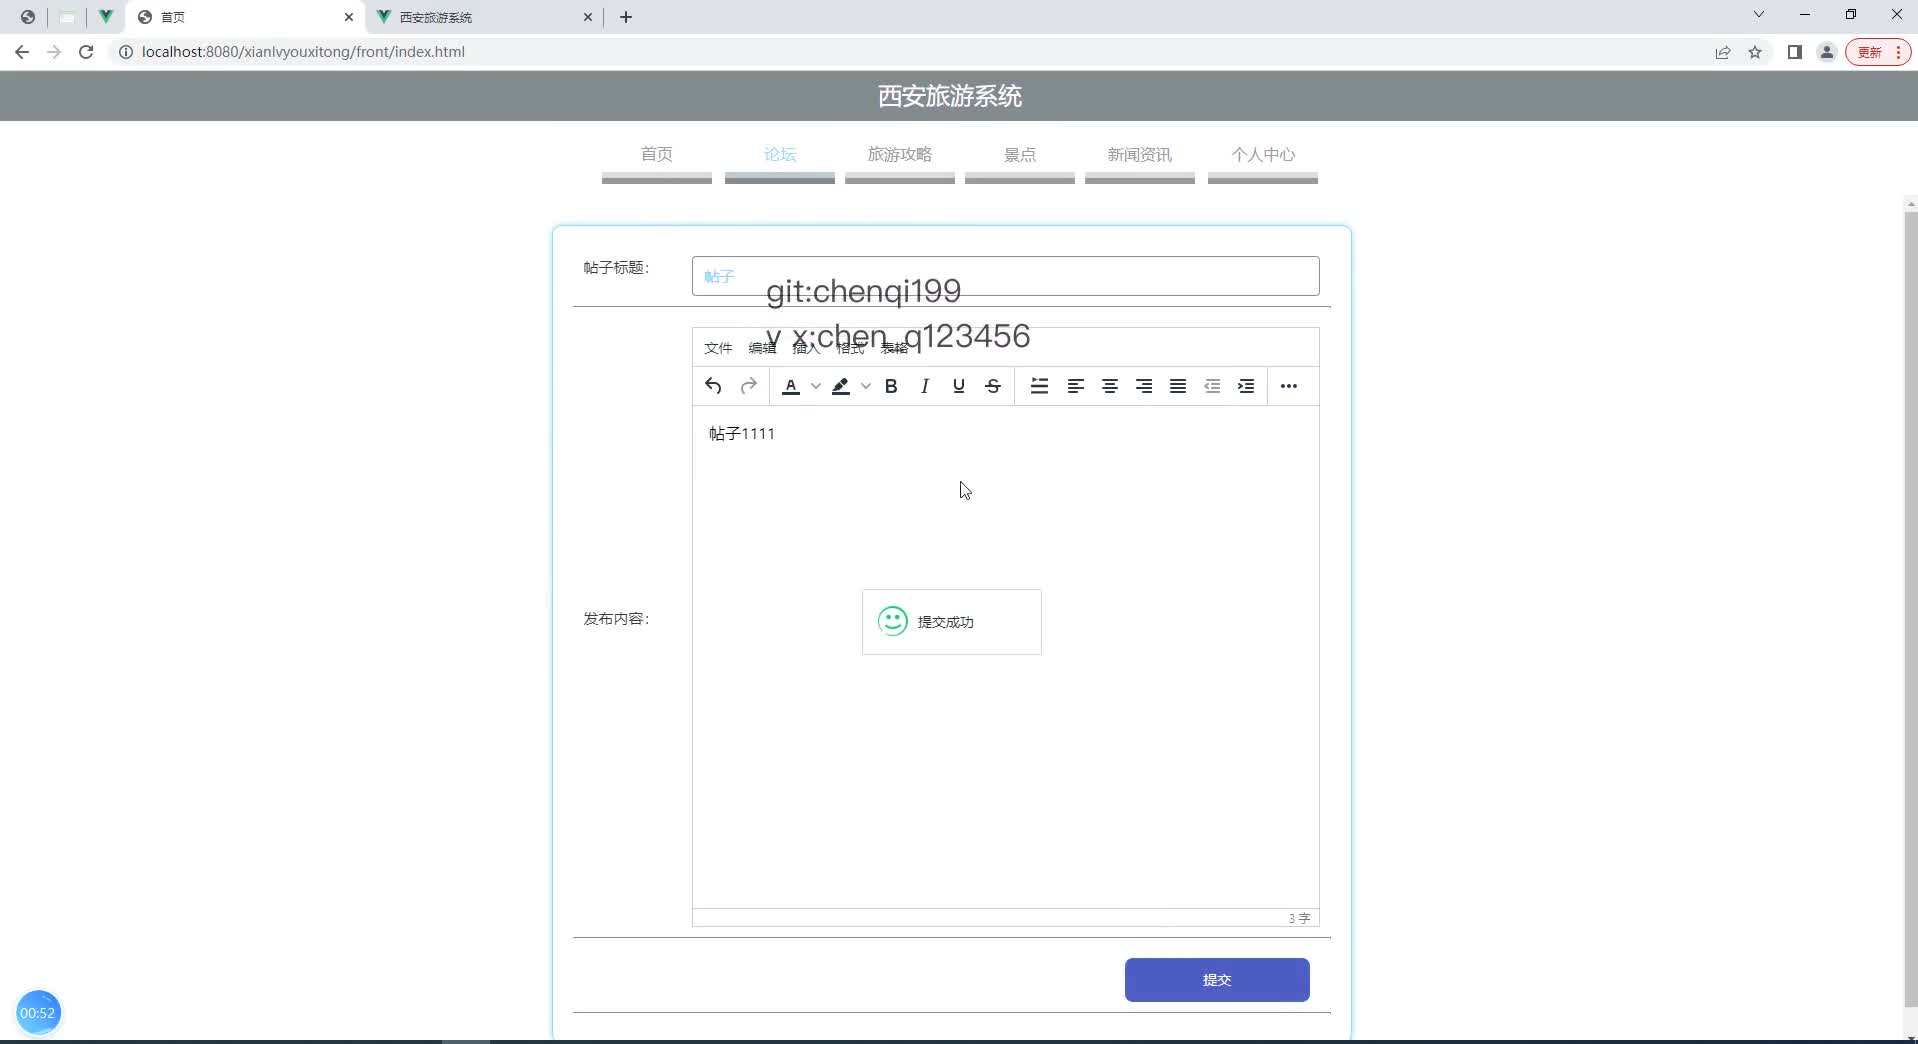 首页
西安旅游系统
localhost:8080/xianlvyouxitong/front/index.html
更新
西安旅游系统
首页 论坛 旅游攻略 景点 新闻资讯 个人中心
帖子标题：
帖子
git:chenqi199
v x:chen_q123456
文件 编辑 插入 格式 表格
帖子1111
发布内容：
提交成功
3 字
提交
00:52